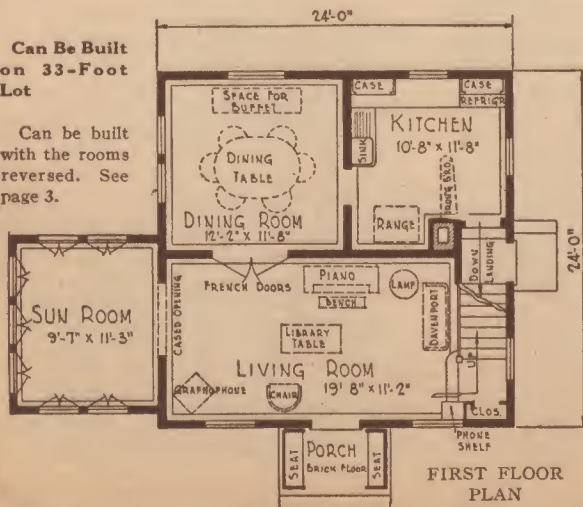 24'-0"
Can Be Built
on 33-Foot
Lot
Can be built
with the rooms
reversed. See
page 3.
SPACE FOR
BUFFET
DINING
TABLE
DINING ROOM
12'-2" x 11'-8"
CASE
CASE
REFRIGR
KITCHEN
10'-8" x 11'-8"
SINK
RANGE
24'-0"
DOWN
LANDING
SUN ROOM
9'-7" x 11'-3"
CASED OPENING
FRENCH DOORS
PIANO
BENCH
LAMP
DAVENPORT
LIBRARY
TABLE
LIVING ROOM
19' 8" x 11'-2"
GRAPHOPHONE
CHAIR
UP
CLOS.
PHONE
SHELF
SEAT
PORCH
BRICK FLOOR
SEAT
FIRST FLOOR
PLAN